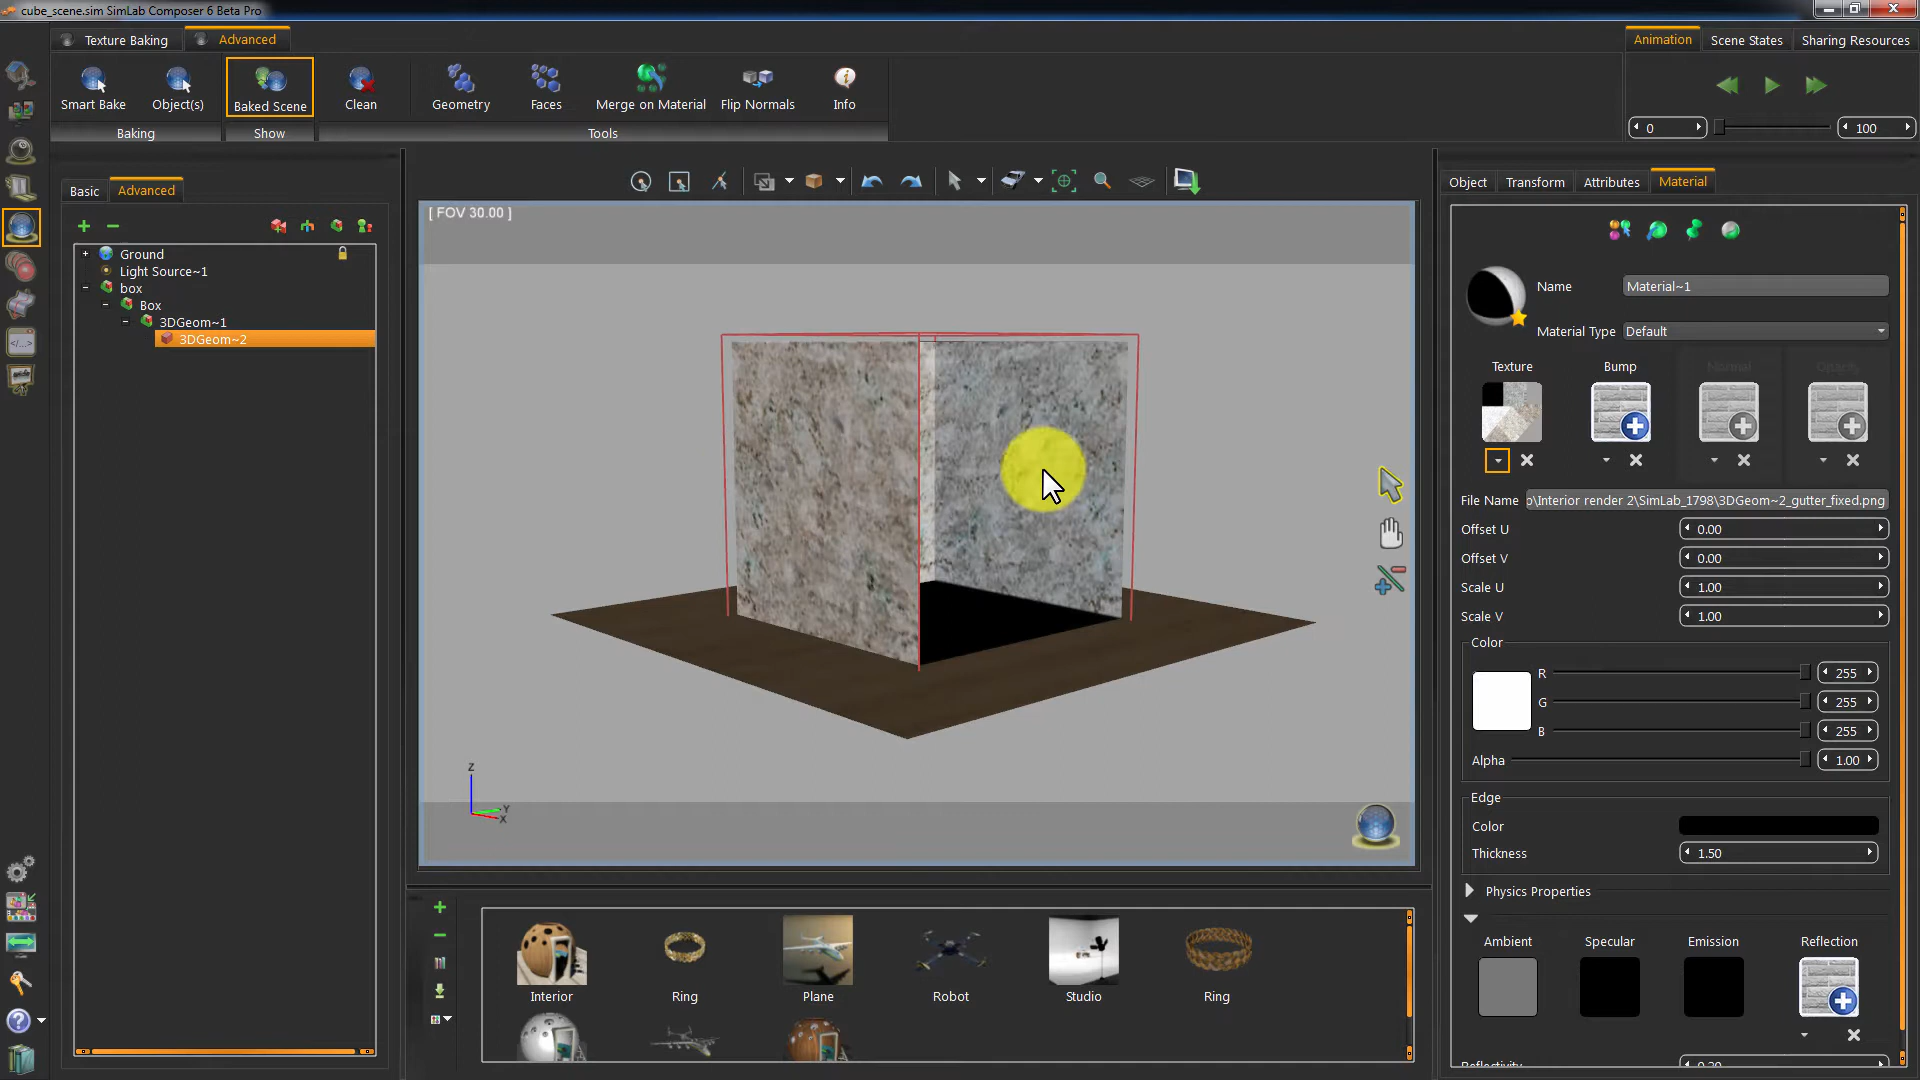 cube_scene.sim SimLab Composer 6 Beta Pro
Texture Baking
Advanced
Animation
Scene States
Sharing Resources
Smart Bake
Object(s)
Baked Scene
Clean
Geometry
Faces
Merge on Material
Flip Normals
Info
Baking
Show
Tools
0
100
Basic
Advanced
Ground
Light Source~1
box
Box
3DGeom~1
3DGeom~2
[ FOV 30.00 ]
Z
Y
X
Interior
Ring
Plane
Robot
Studio
Ring
Object
Transform
Attributes
Material
Name
Material~1
Material Type
Default
Texture
Bump
Normal
File Name
\Interior render 2\SimLab_1798\3DGeom~2_gutter_fixed.png
Offset U
0.00
Offset V
0.00
Scale U
1.00
Scale V
1.00
Color
R
255
G
255
B
255
Alpha
1.00
Edge
Color
Thickness
1.50
Physics Properties
Ambient
Specular
Emission
Reflection